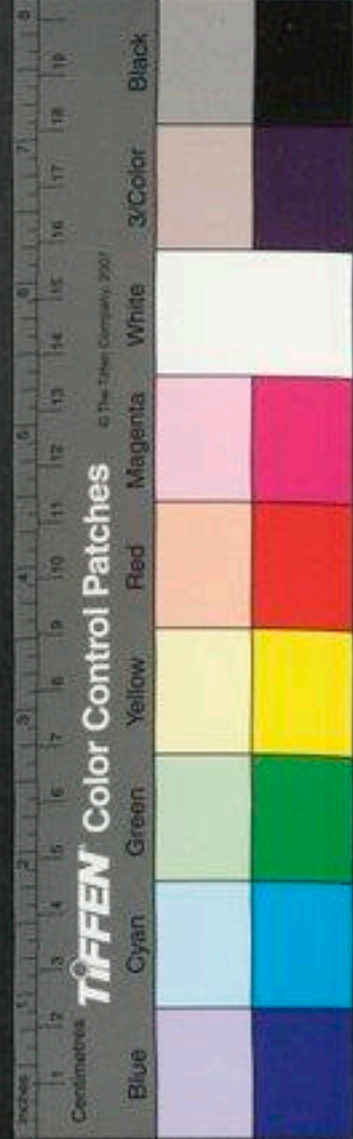 Inches 1 2 3 4 5 6 7 8
Centimetres 1 2 3 4 5 6 7 8 9 10 11 12 13 14 15 16 17 18 19
TIFFEN Color Control Patches
© The Tiffen Company, 2007
Blue Cyan Green Yellow Red Magenta White 3/Color Black